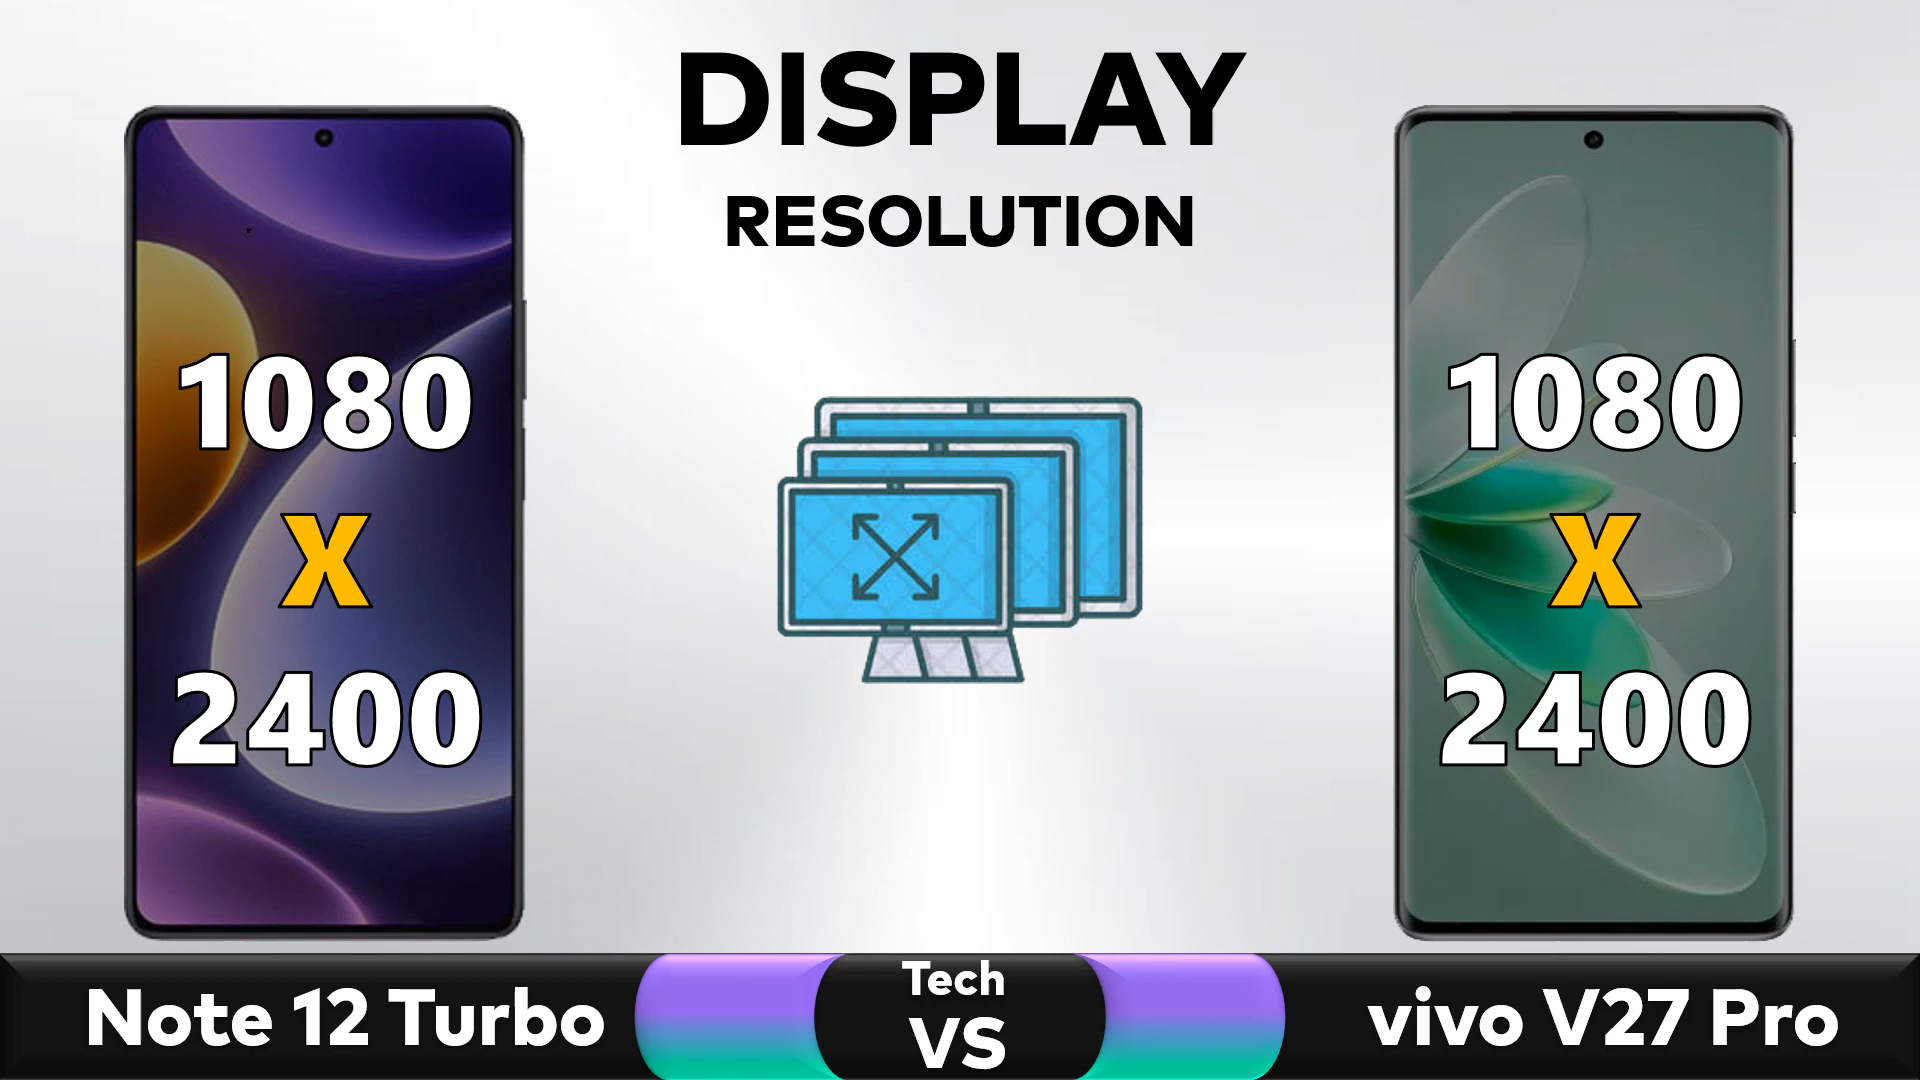 DISPLAY
RESOLUTION
1080
X
2400
1080
X
2400
Note 12 Turbo
Tech
VS
vivo V27 Pro